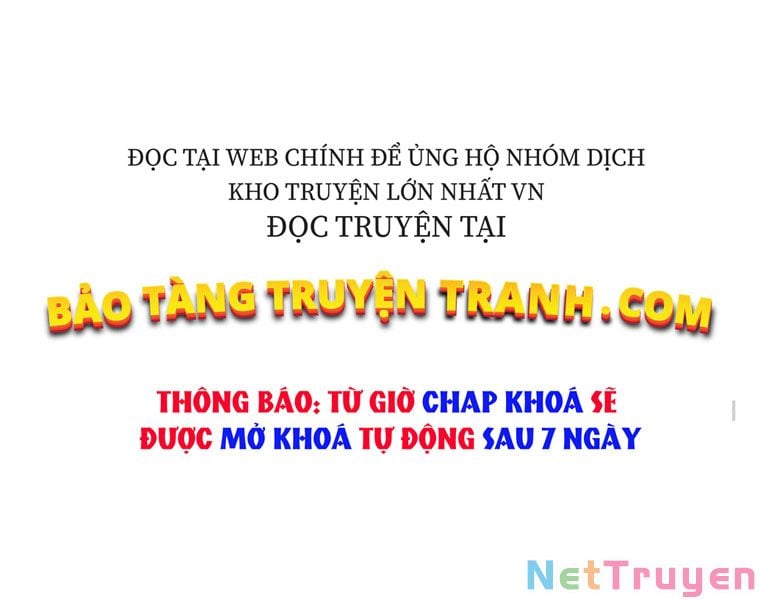 ĐỌC TẠI WEB CHÍNH ĐỂ ỦNG HỘ NHÓM DỊCH
KHO TRUYỆN LỚN NHẤT VN
ĐỌC TRUYỆN TẠI
BẢO TÀNG TRUYỆN TRANH.COM
THÔNG BÁO: TỪ GIỜ CHAP KHOÁ SẼ
ĐƯỢC MỞ KHOÁ TỰ ĐỘNG SAU 7 NGÀY
NetTruyen